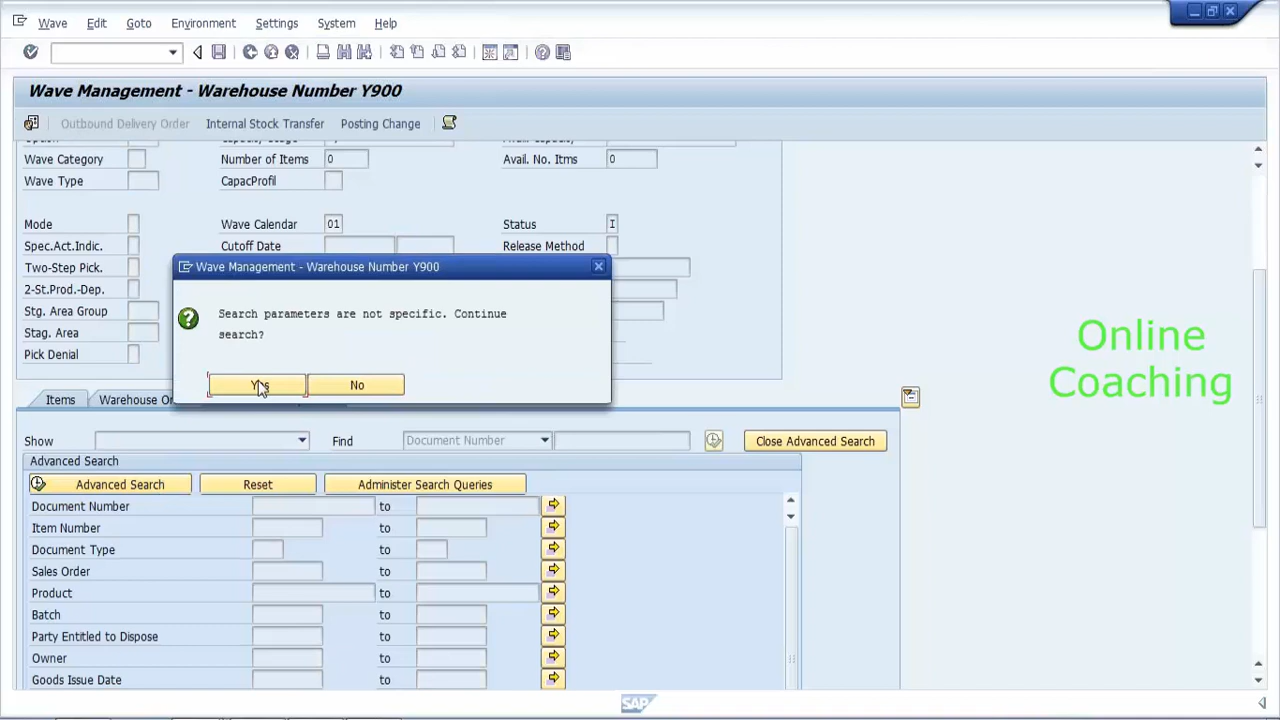 Wave Edit Goto Environment Settings System Help
Wave Management - Warehouse Number Y900
Outbound Delivery Order Internal Stock Transfer Posting Change
Wave Category Number of Items 0 Avail. No. Itms 0
Wave Type CapacProfil
Mode Wave Calendar 01 Status I
Spec.Act.Indic. Cutoff Date Release Method
Two-Step Pick.
2-St.Prod.-Dep.
Stg. Area Group
Stag. Area
Pick Denial
Wave Management - Warehouse Number Y900
Search parameters are not specific. Continue
search?
Yes No
Online
Coaching
Items Warehouse
Show Find Document Number Close Advanced Search
Advanced Search
Advanced Search Reset Administer Search Queries
Document Number to
Item Number to
Document Type to
Sales Order to
Product to
Batch to
Party Entitled to Dispose to
Owner to
Goods Issue Date to
SAP